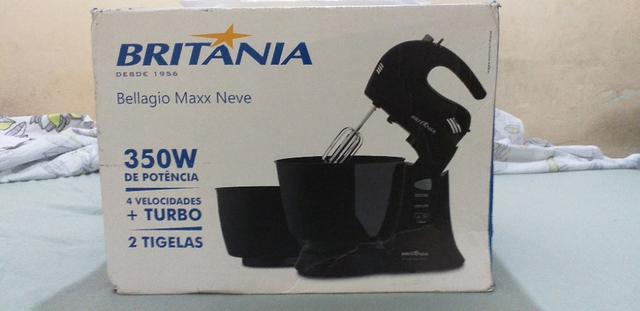 BRITANIA
DESDE 1956
Bellagio Maxx Neve
350W
DE POTÊNCIA
4 VELOCIDADES
+ TURBO
2 TIGELAS